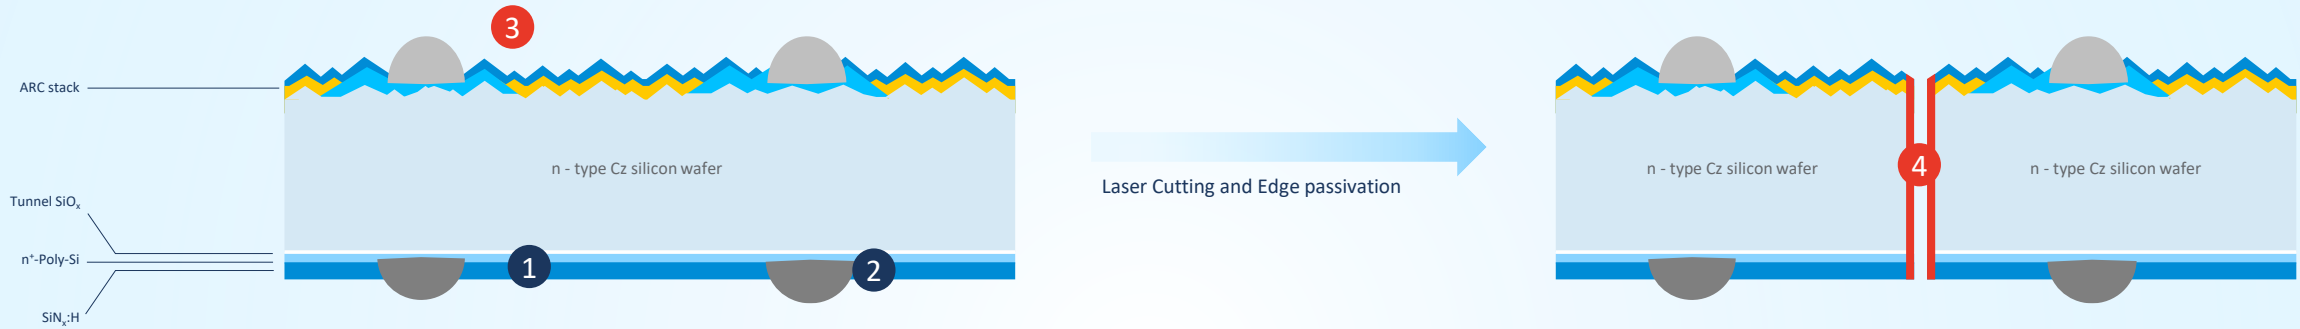 3
ARC stack
n - type Cz silicon wafer
Tunnel SiOₓ
n⁺-Poly-Si
SiNₓ:H
1
2
Laser Cutting and Edge passivation
n - type Cz silicon wafer
4
n - type Cz silicon wafer